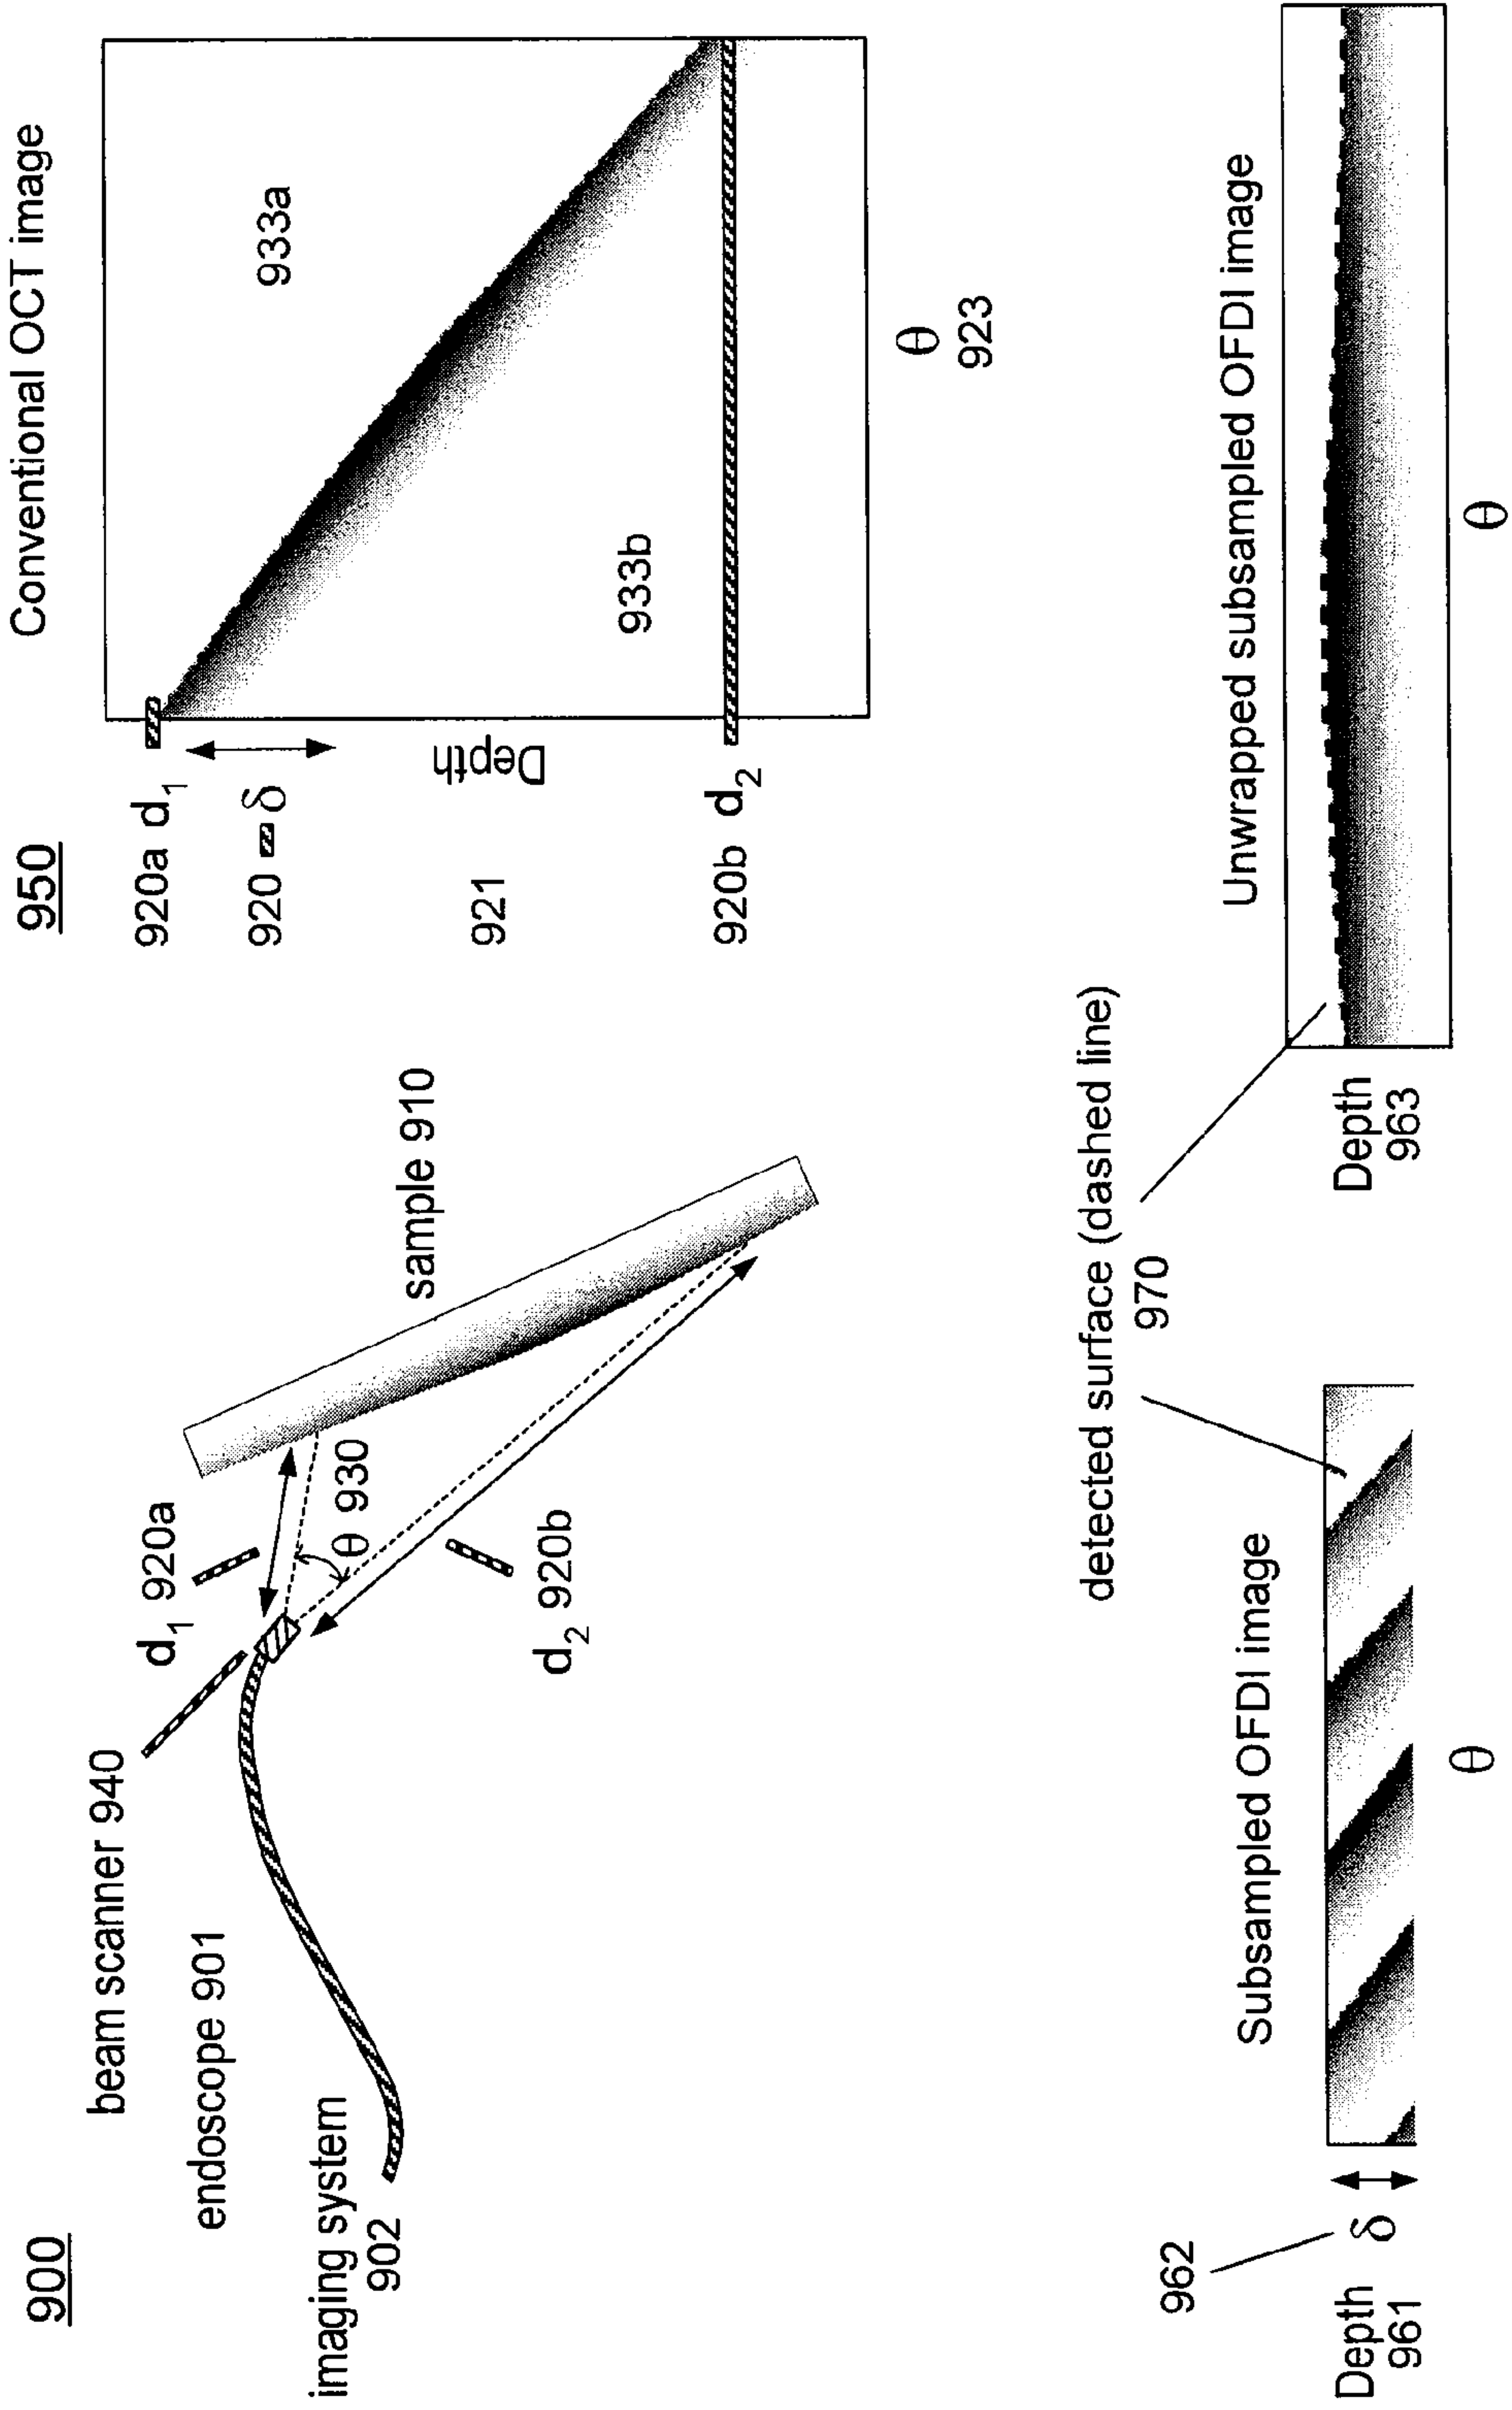 900
beam scanner 940
endoscope 901
imaging system
902
d1 920a
θ 930
d2 920b
sample 910
950
Conventional OCT image
920a d1
920 δ
921
Depth
920b d2
933a
933b
θ
923
962
Depth δ
961
Subsampled OFDI image
θ
detected surface (dashed line)
970
Unwrapped subsampled OFDI image
Depth
963
θ